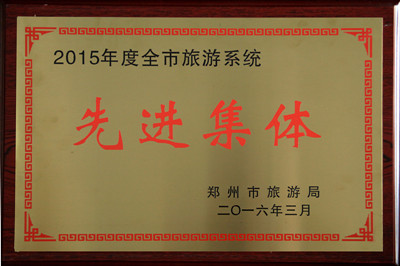 2015年度全市旅游系统
先进集体
郑州市旅游局
二〇一六年三月